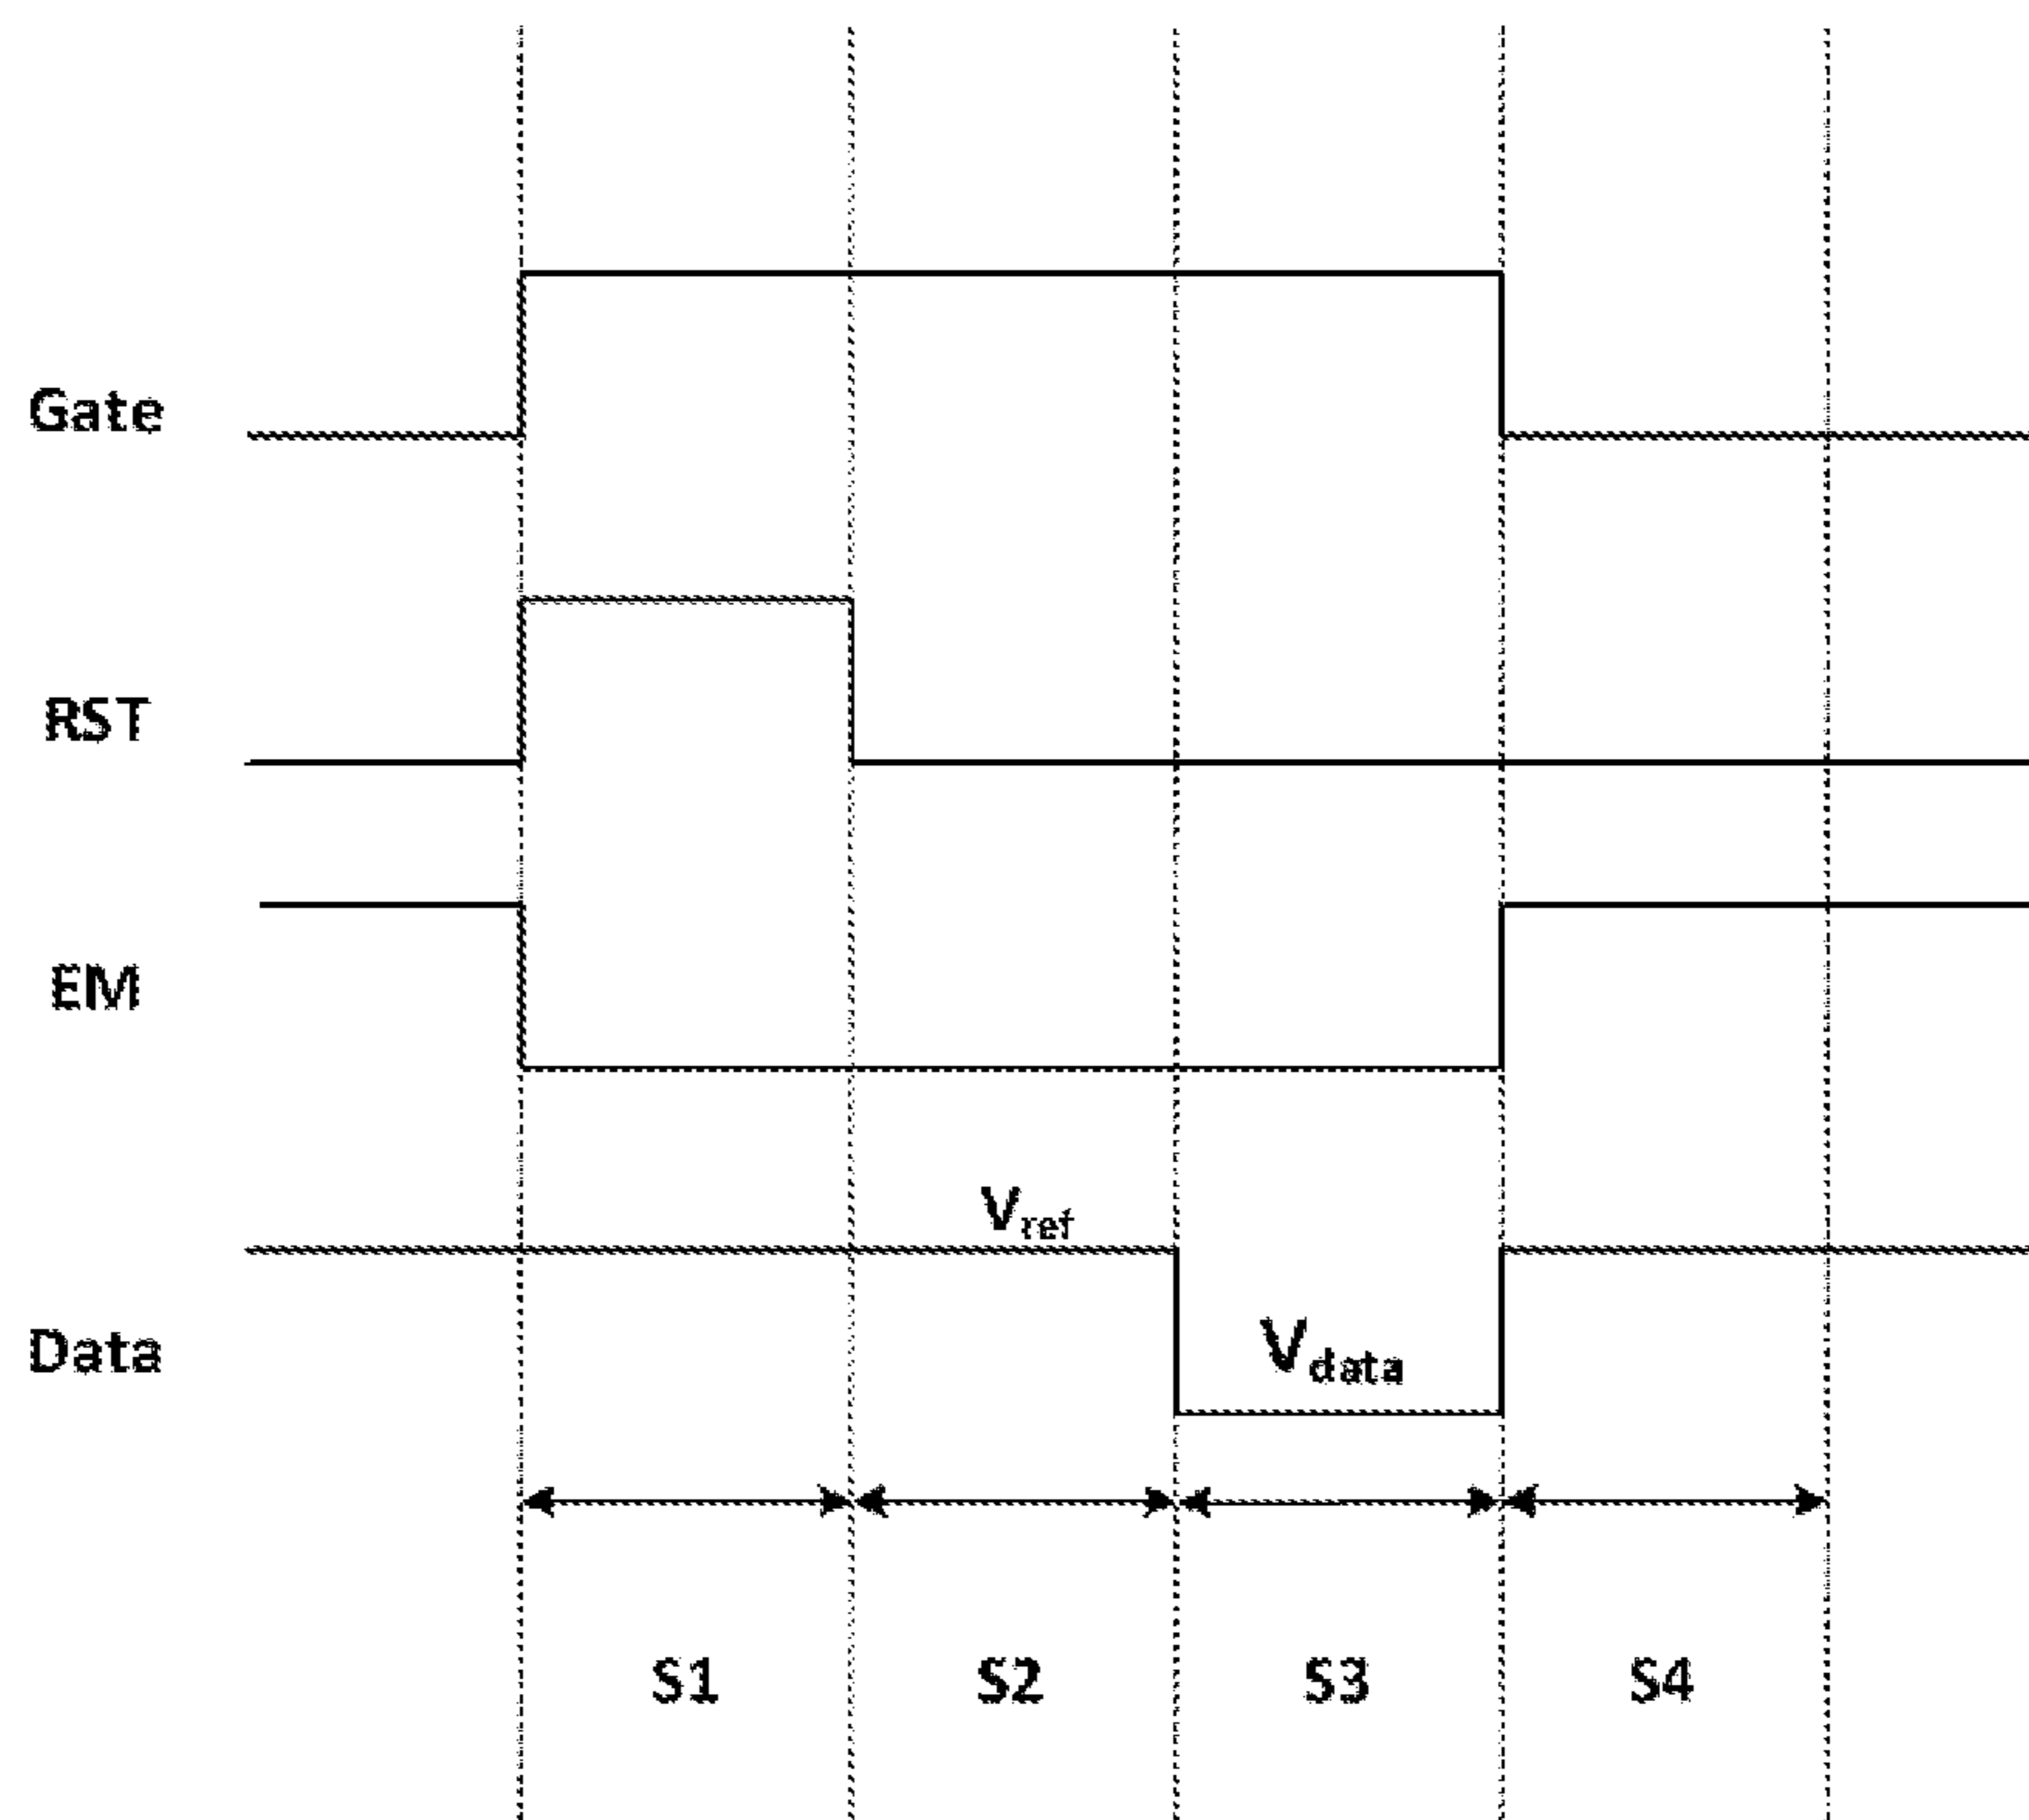 Gate
RST
EM
Vref
Data
Vdata
S1 S2 S3 S4